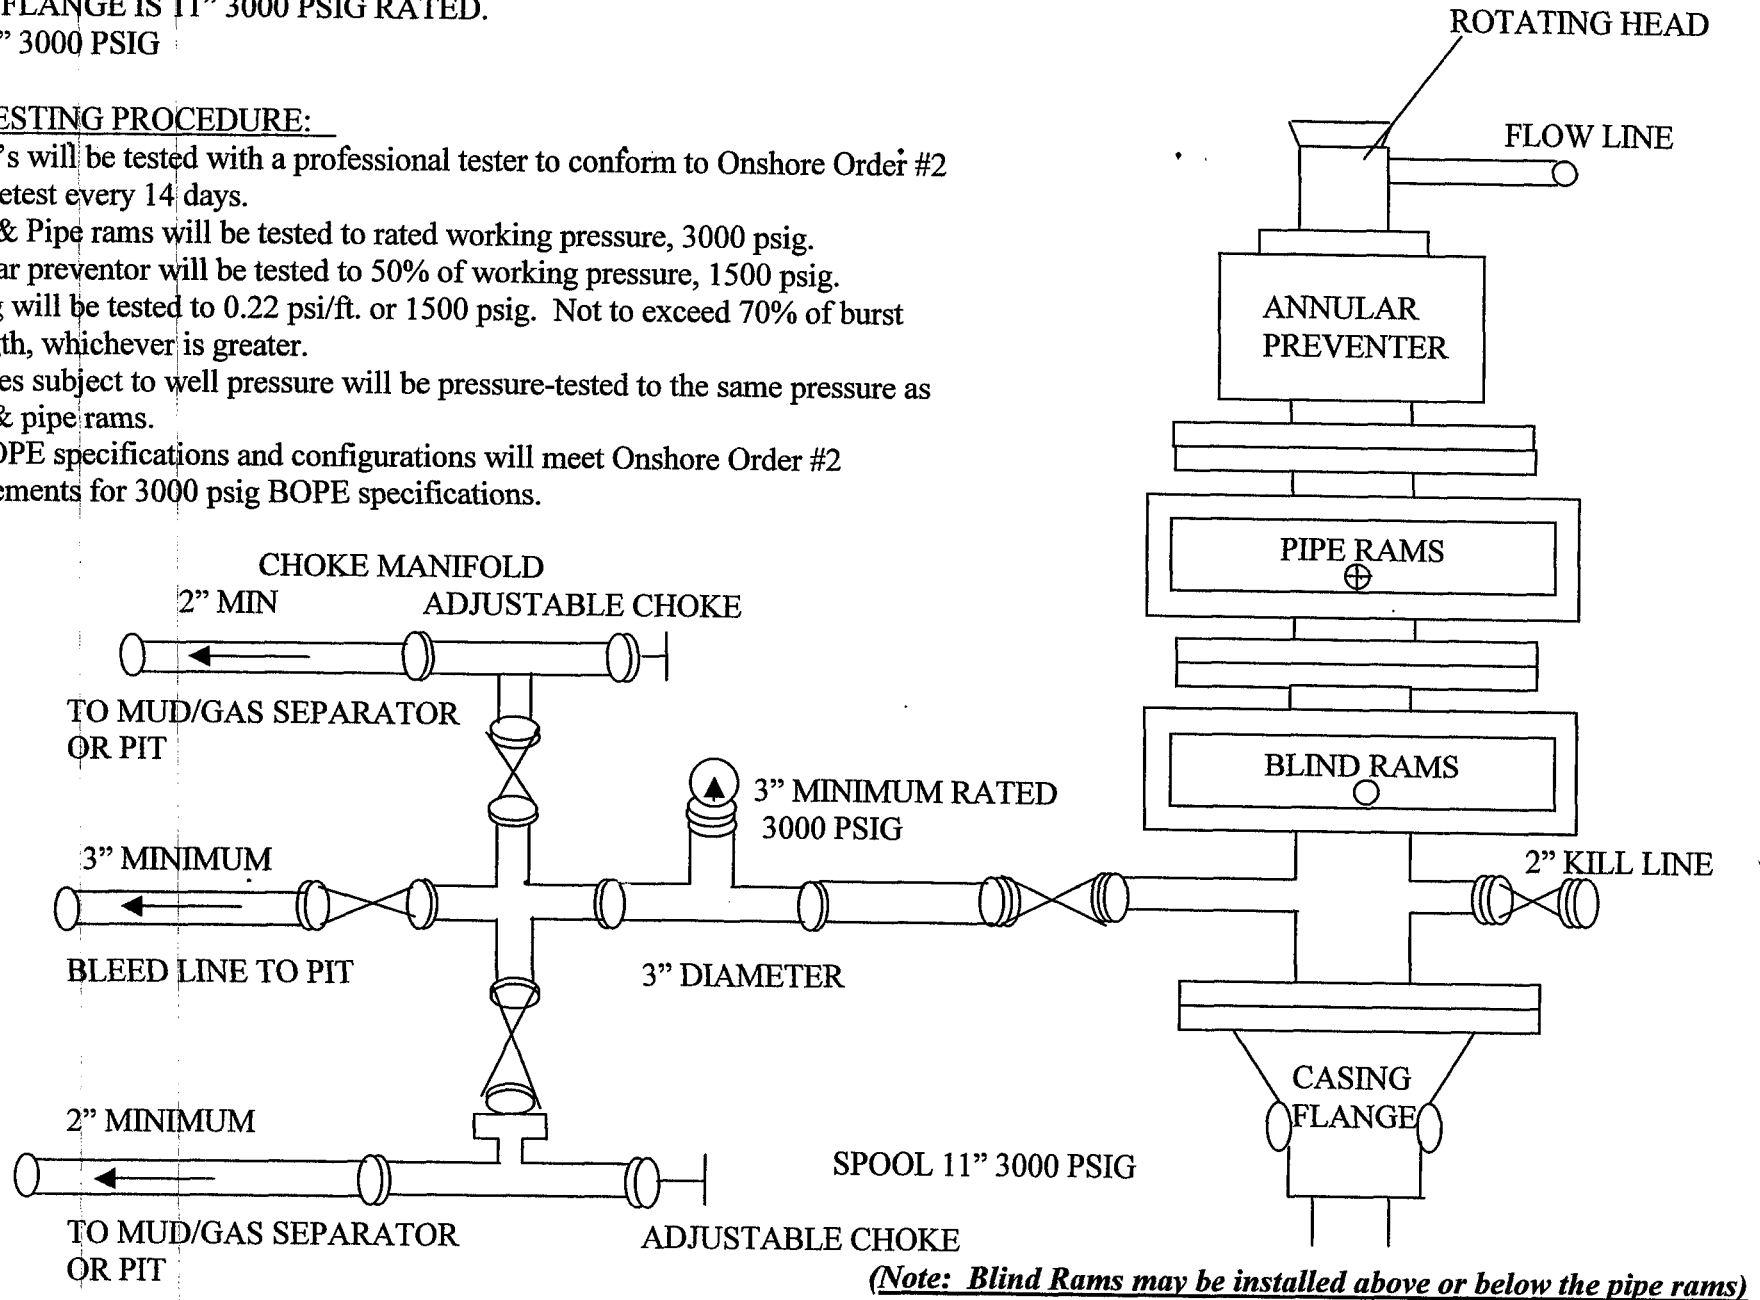 FLANGE IS 11” 3000 PSIG RATED.
” 3000 PSIG
ESTING PROCEDURE:
’s will be tested with a professional tester to conform to Onshore Order #2
etest every 14 days.
& Pipe rams will be tested to rated working pressure, 3000 psig.
ar preventor will be tested to 50% of working pressure, 1500 psig.
g will be tested to 0.22 psi/ft. or 1500 psig. Not to exceed 70% of burst
gth, whichever is greater.
es subject to well pressure will be pressure-tested to the same pressure as
& pipe rams.
OPE specifications and configurations will meet Onshore Order #2
ements for 3000 psig BOPE specifications.
ROTATING HEAD
FLOW LINE
ANNULAR
PREVENTER
PIPE RAMS
BLIND RAMS
2” KILL LINE
CASING
FLANGE
CHOKE MANIFOLD
2” MIN
ADJUSTABLE CHOKE
TO MUD/GAS SEPARATOR
OR PIT
3” MINIMUM RATED
3000 PSIG
3” MINIMUM
BLEED LINE TO PIT
3” DIAMETER
2” MINIMUM
SPOOL 11” 3000 PSIG
TO MUD/GAS SEPARATOR
OR PIT
ADJUSTABLE CHOKE
(Note: Blind Rams may be installed above or below the pipe rams)